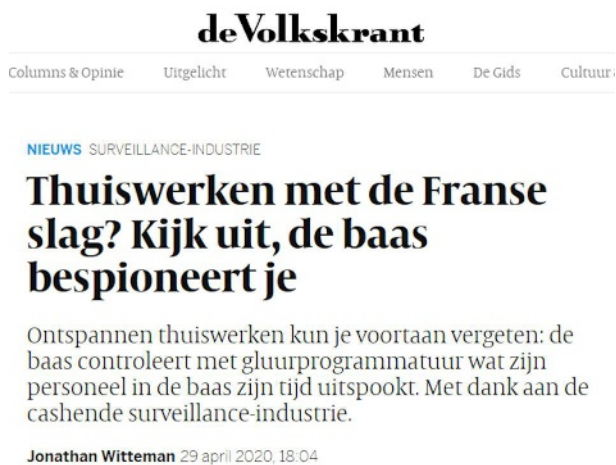 deVolkskrant
Columns & Opinie Uitgelicht Wetenschap Mensen De Gids Cultuur
NIEUWS SURVEILLANCE-INDUSTRIE
Thuiswerken met de Franse
slag? Kijk uit, de baas
bespioneert je
Ontspannen thuiswerken kun je voortaan vergeten: de
baas controleert met gluurprogrammatuur wat zijn
personeel in de baas zijn tijd uitspookt. Met dank aan de
cashende surveillance-industrie.
Jonathan Witteman 29 april 2020, 18:04